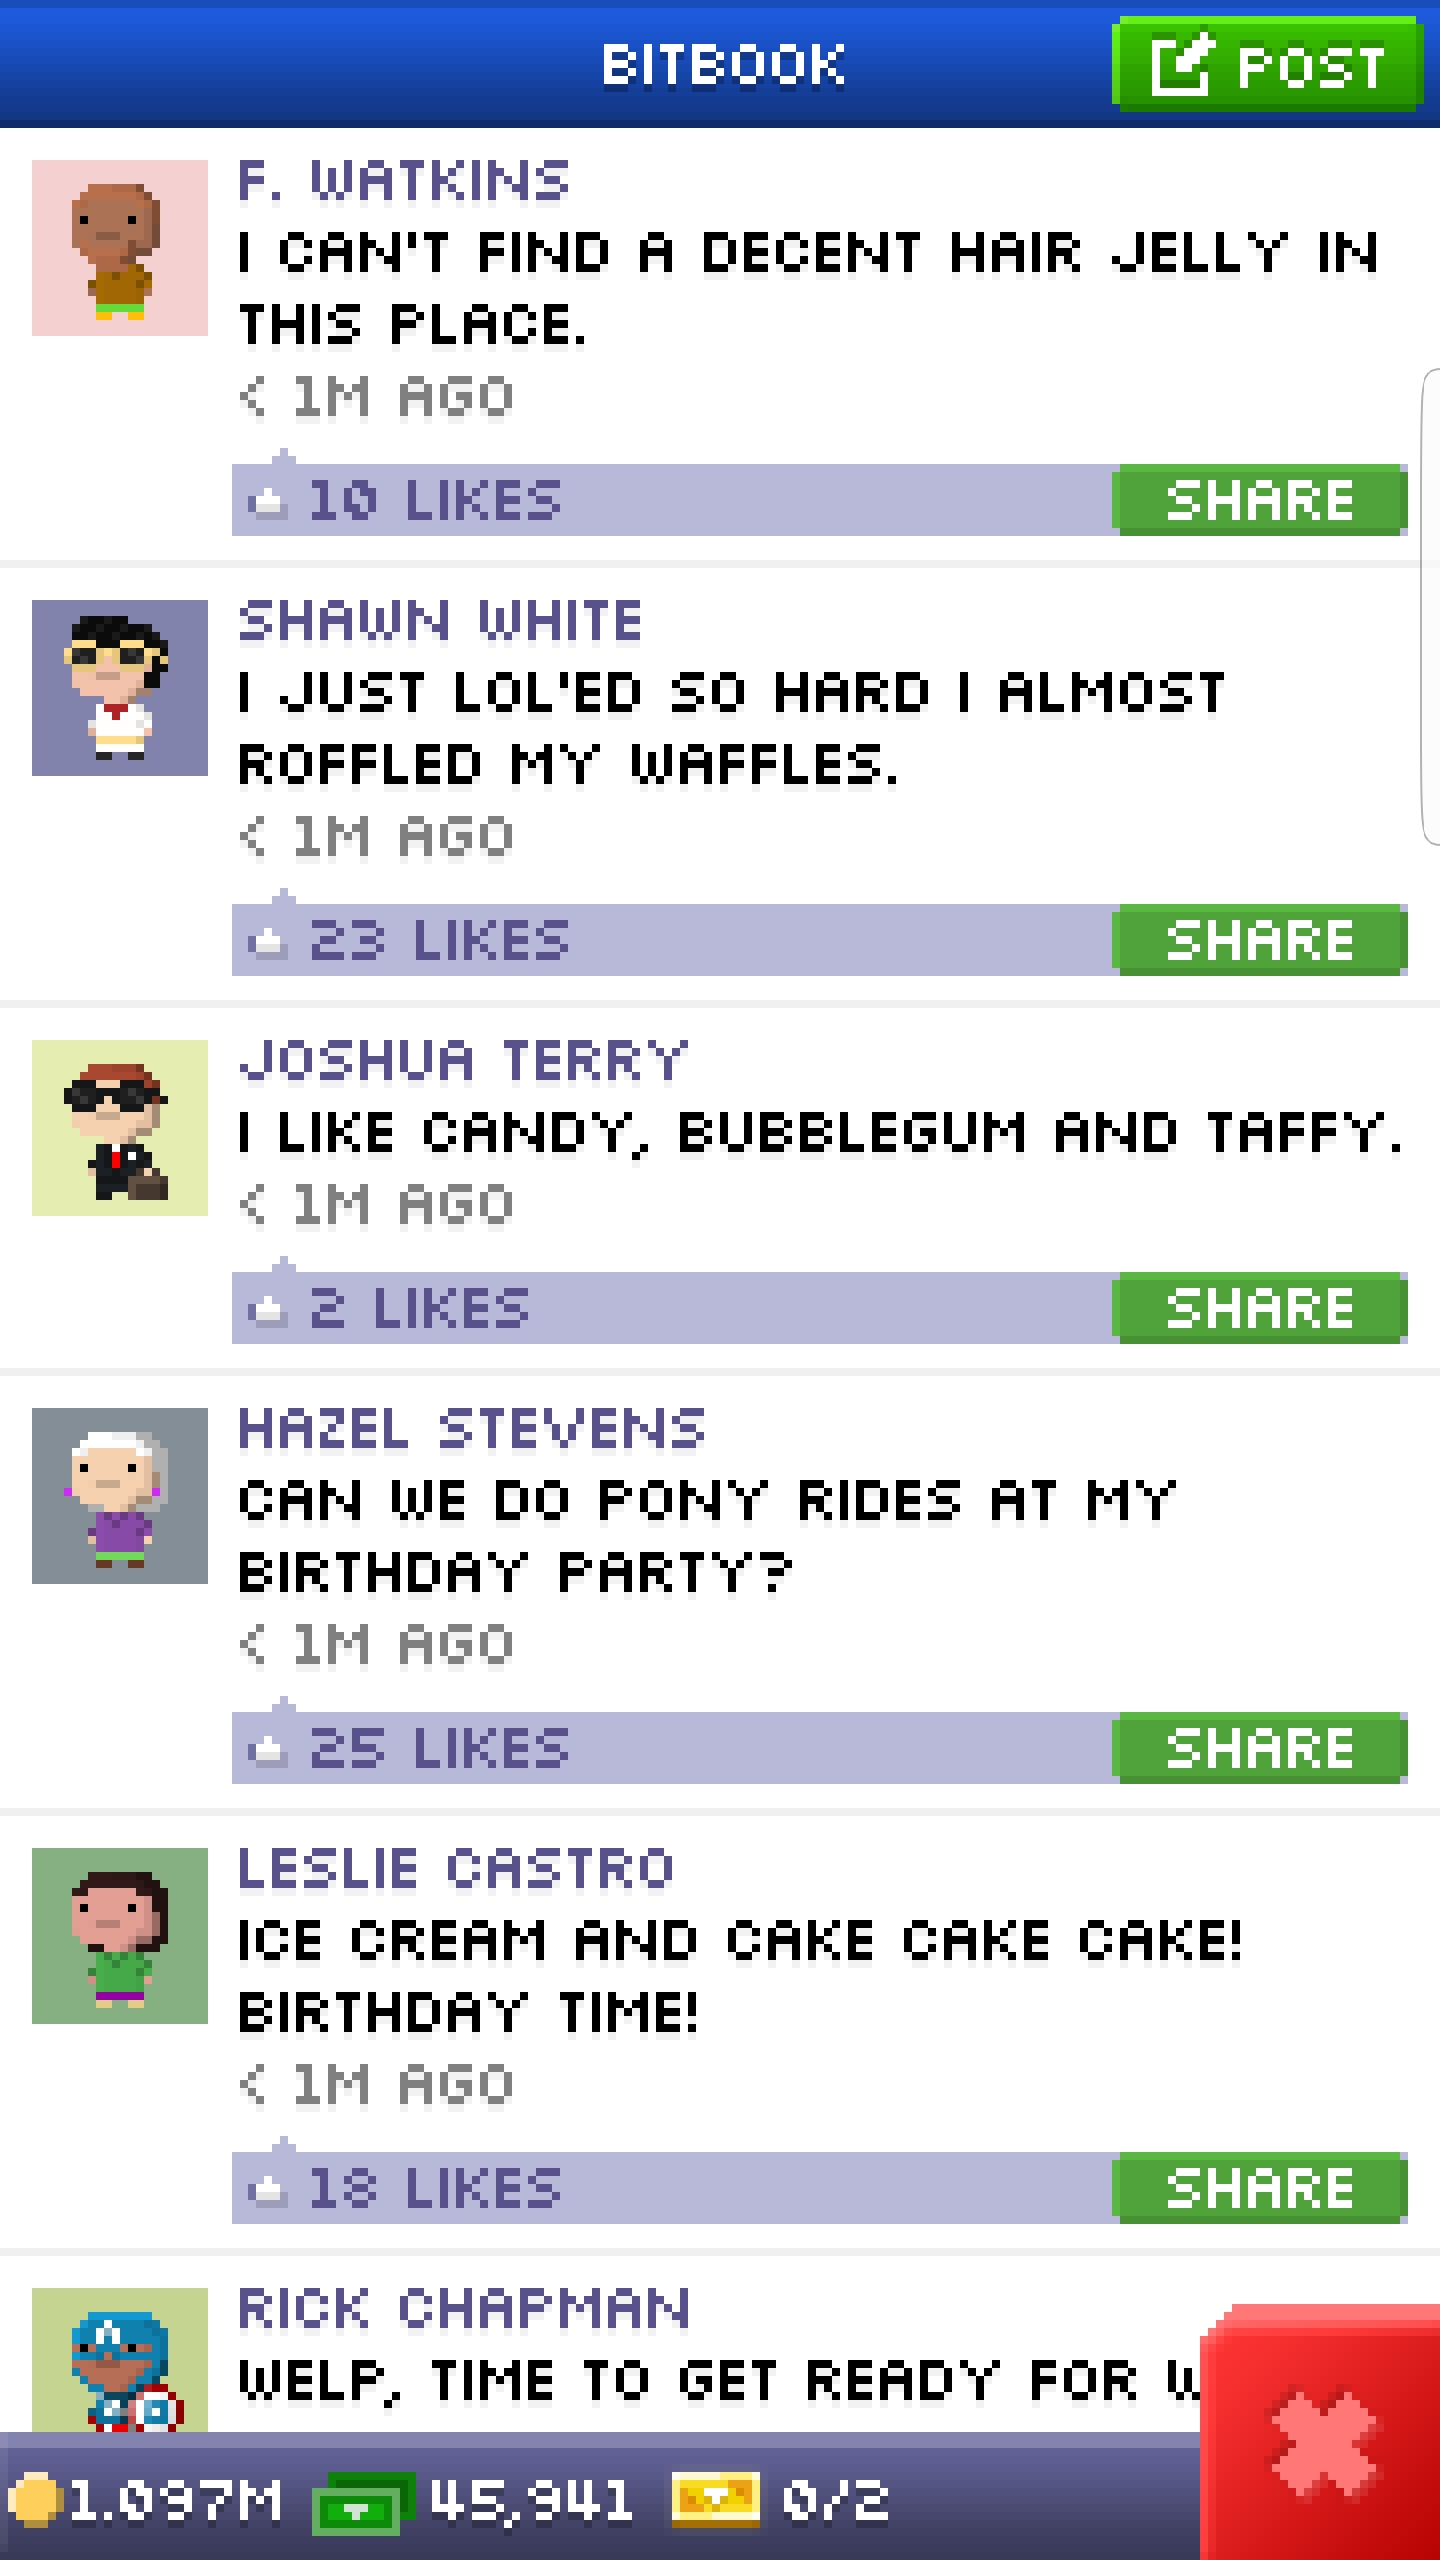 BITBOOK
POST
F. WATKINS
I CAN'T FIND A DECENT HAIR JELLY IN
THIS PLACE.
< 1M AGO
10 LIKES
SHARE
SHAWN WHITE
I JUST LOL'ED SO HARD I ALMOST
ROFFLED MY WAFFLES.
< 1M AGO
23 LIKES
SHARE
JOSHUA TERRY
I LIKE CANDY, BUBBLEGUM AND TAFFY.
< 1M AGO
2 LIKES
SHARE
HAZEL STEVENS
CAN WE DO PONY RIDES AT MY
BIRTHDAY PARTY?
< 1M AGO
25 LIKES
SHARE
LESLIE CASTRO
ICE CREAM AND CAKE CAKE CAKE!
BIRTHDAY TIME!
< 1M AGO
18 LIKES
SHARE
RICK CHAPMAN
WELP, TIME TO GET READY FOR
1.097M 45,941 0/2